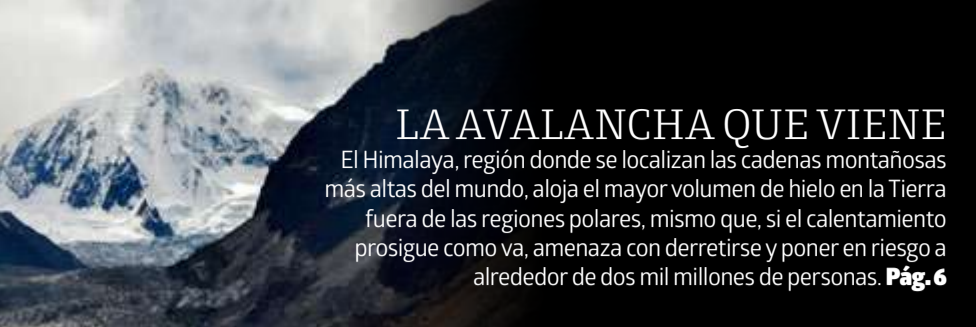 LA AVALANCHA QUE VIENE
El Himalaya, región donde se localizan las cadenas montañosas
más altas del mundo, aloja el mayor volumen de hielo en la Tierra
fuera de las regiones polares, mismo que, si el calentamiento
prosigue como va, amenaza con derretirse y poner en riesgo a
alrededor de dos mil millones de personas. Pág. 6